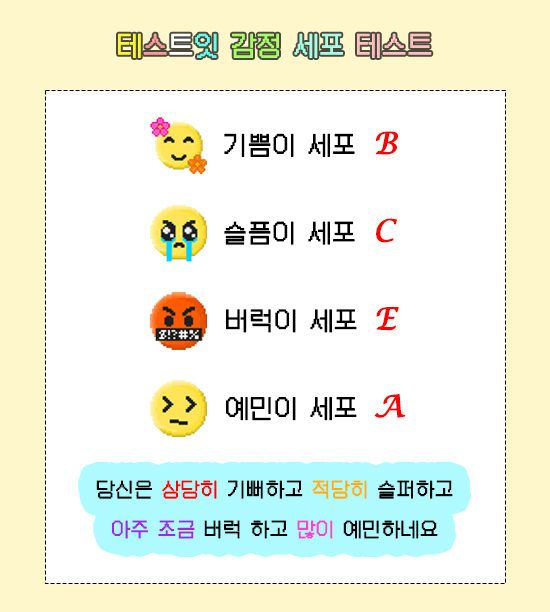 테스트잇 감정 세포 테스트
기쁨이 세포 B
슬픔이 세포 C
버럭이 세포 E
$!?#%
예민이 세포 A
당신은 상당히 기뻐하고 적당히 슬퍼하고
아주 조금 버럭 하고 많이 예민하네요